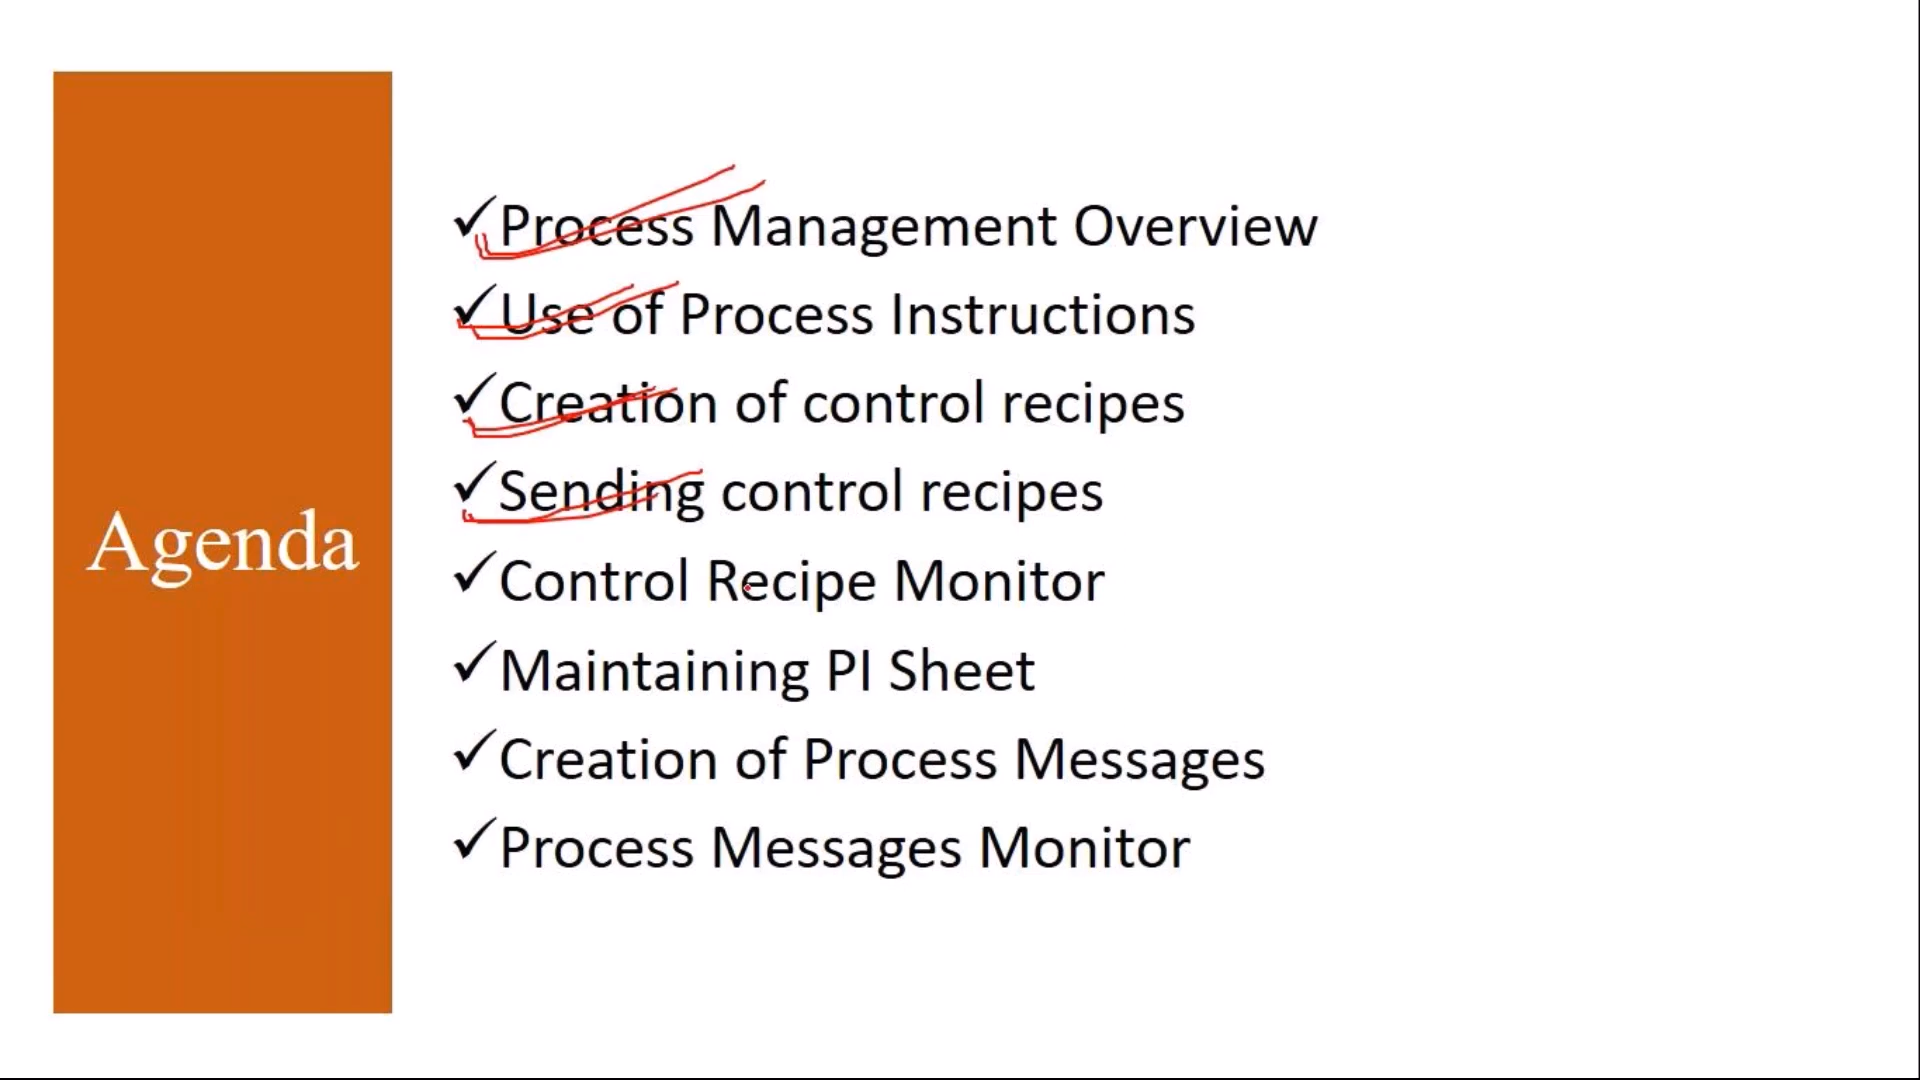 Agenda
✓Process Management Overview
✓Use of Process Instructions
✓Creation of control recipes
✓Sending control recipes
✓Control Recipe Monitor
✓Maintaining PI Sheet
✓Creation of Process Messages
✓Process Messages Monitor